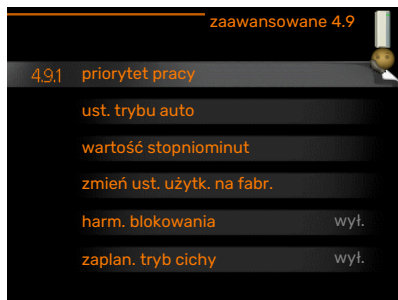 zaawansowane 4.9
4.9.1 priorytet pracy
ust. trybu auto
wartość stopniominut
zmień ust. użytk. na fabr.
harm. blokowania wył.
zaplan. tryb cichy wył.